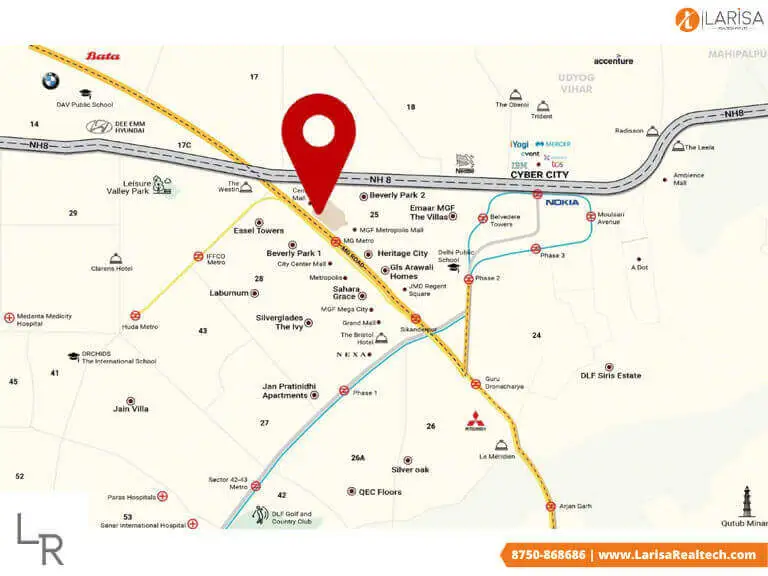 LARISA
REALTECH PVT LTD
Bata
accenture
MAHIPALPU
UDYOG
VIHAR
17
DAV Public School
The Oberoi
Trident
18
14
DEE EMM
HYUNDAI
NH8
17C
NH8
NH 8
Radisson
The Leela
iYogi
MERCER
cvent
IBM
tcs
CYBER CITY
Ambience
Mall
Leisure
Valley Park
The
Westin
Cen
Mall
Beverly Park 2
NOKIA
29
25
Emaar MGF
The Villas
Belvedere
Towers
Moulsari
Avenue
Essel Towers
MGF Metropolis Mall
MG Metro
Beverly Park 1
MG ROAD
Heritage City
Delhi Public
School
Phase 3
IFFCO
Metro
City Center Mall
Gls Arawali
Homes
A Dot
Clarens Hotel
28
Metropolis
Phase 2
Laburnum
Sahara
Grace
JMD Regent
Square
MGF Mega City
Medanta Medicity
Hospital
Huda Metro
Silverglades
The Ivy
Grand Mall
Sikanderpur
43
The Bristol
Hotel
24
NEXA
ORCHIDS
The International School
41
45
Guru
Dronacharya
DLF Siris Estate
Jan Pratinidhi
Apartments
Phase 1
Jain Villa
MITSUBISHI
27
26
Le Meridien
26A
Silver oak
52
Sector 42-43
Metro
Paras Hospitals
42
QEC Floors
Arjan Garh
53
DLF Golf and
Country Club
Sanar International Hospital
Qutub Minar
LR
8750-868686 | www.LarisaRealtech.com